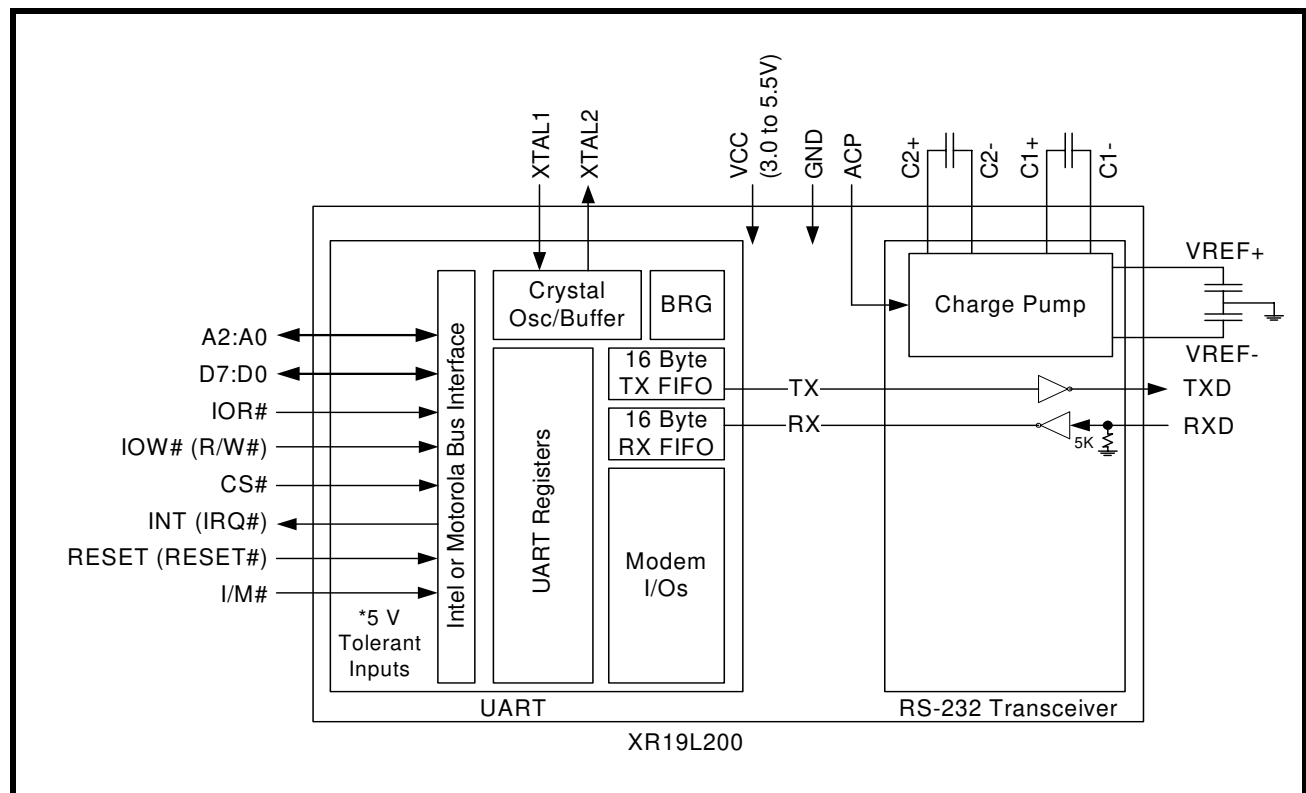 XTAL1
XTAL2
VCC
(3.0 to 5.5V)
GND
ACP
C2+
C2-
C1+
C1-
VREF+
VREF-
Crystal
Osc/Buffer
BRG
Charge Pump
A2:A0
D7:D0
IOR#
IOW# (R/W#)
CS#
INT (IRQ#)
RESET (RESET#)
I/M#
*5 V
Tolerant
Inputs
Intel or Motorola Bus Interface
UART Registers
16 Byte
TX FIFO
16 Byte
RX FIFO
Modem
I/Os
TX
RX
5K
TXD
RXD
UART
RS-232 Transceiver
XR19L200